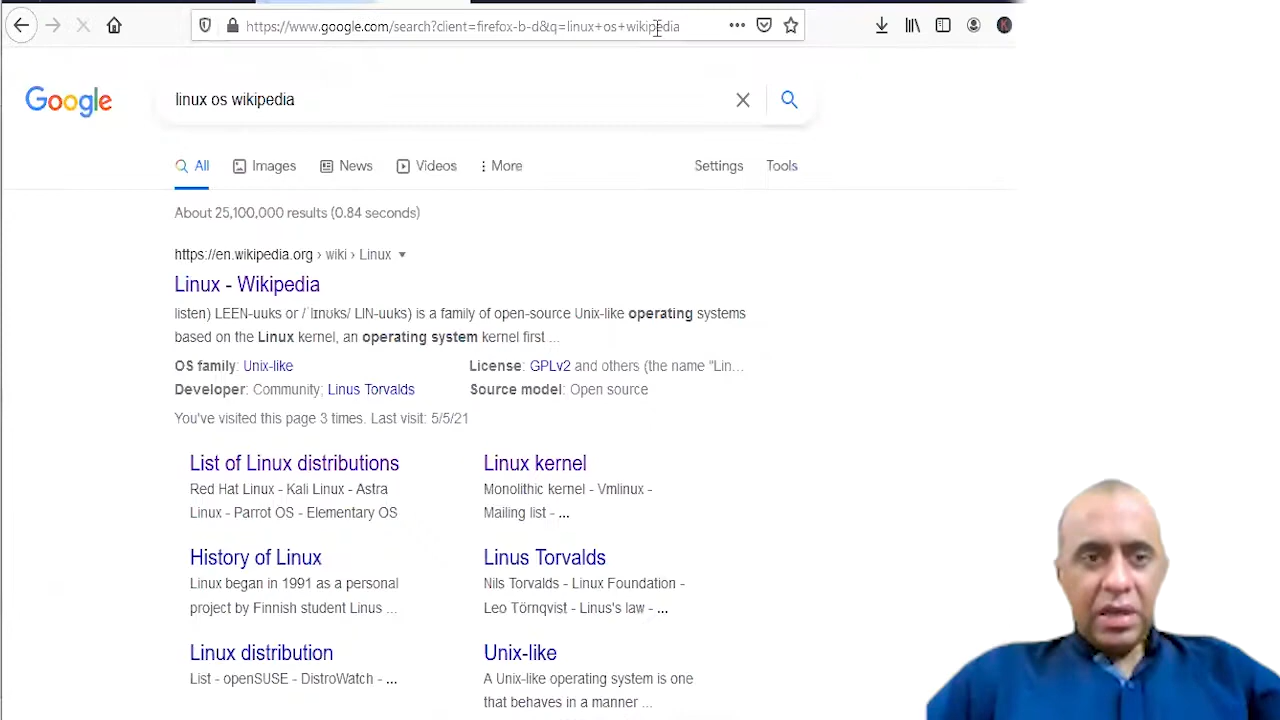 https://www.google.com/search?client=firefox-b-d&q=linux+os+wikipedia
Google
linux os wikipedia
All Images News Videos More Settings Tools
About 25,100,000 results (0.84 seconds)
https://en.wikipedia.org › wiki › Linux
Linux - Wikipedia
listen) LEEN-uuks or /ˈlɪnʊks/ LIN-uuks) is a family of open-source Unix-like operating systems
based on the Linux kernel, an operating system kernel first ...
OS family: Unix-like License: GPLv2 and others (the name "Lin...
Developer: Community; Linus Torvalds Source model: Open source
You've visited this page 3 times. Last visit: 5/5/21
List of Linux distributions
Red Hat Linux - Kali Linux - Astra
Linux - Parrot OS - Elementary OS
Linux kernel
Monolithic kernel - Vmlinux -
Mailing list - ...
History of Linux
Linux began in 1991 as a personal
project by Finnish student Linus ...
Linus Torvalds
Nils Torvalds - Linux Foundation -
Leo Törnqvist - Linus's law - ...
Linux distribution
List - openSUSE - DistroWatch - ...
Unix-like
A Unix-like operating system is one
that behaves in a manner ...